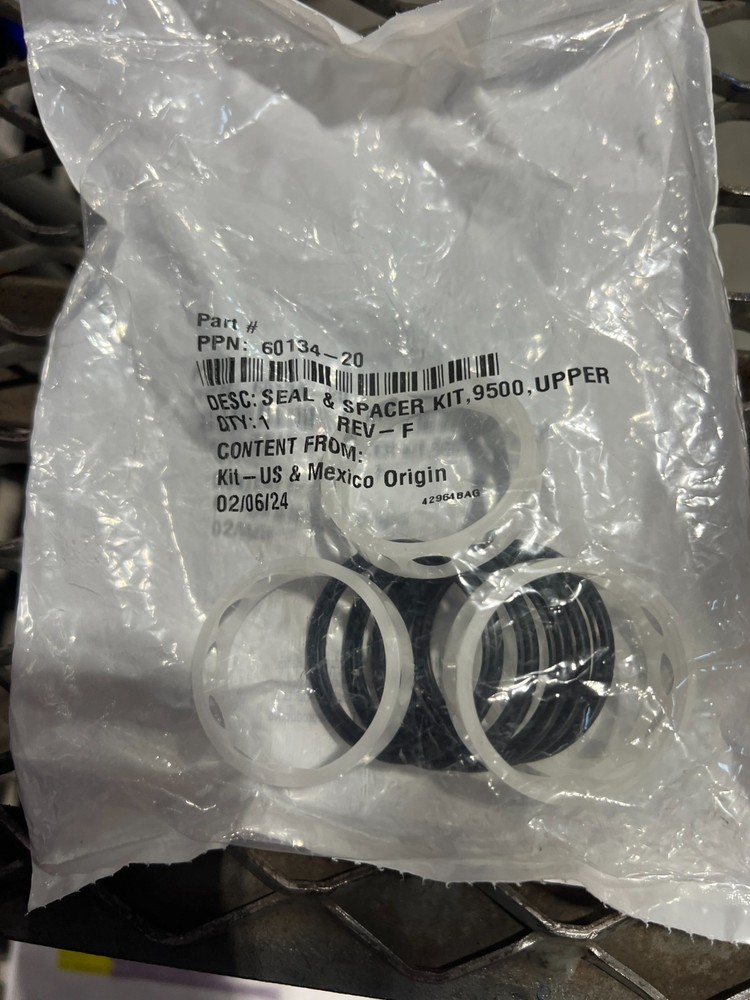 Part #
PPN: 60134-20
DESC: SEAL & SPACER KIT,9500,UPPER
QTY: 1 REV-F
CONTENT FROM:
Kit-US & Mexico Origin
02/06/24
42964BAG